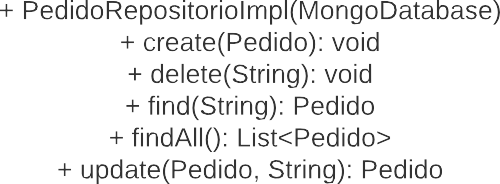 + PedidoRepositorioImpl(MongoDatabase)
+ create(Pedido): void
+ delete(String): void
+ find(String): Pedido
+ findAll(): List<Pedido>
+ update(Pedido, String): Pedido